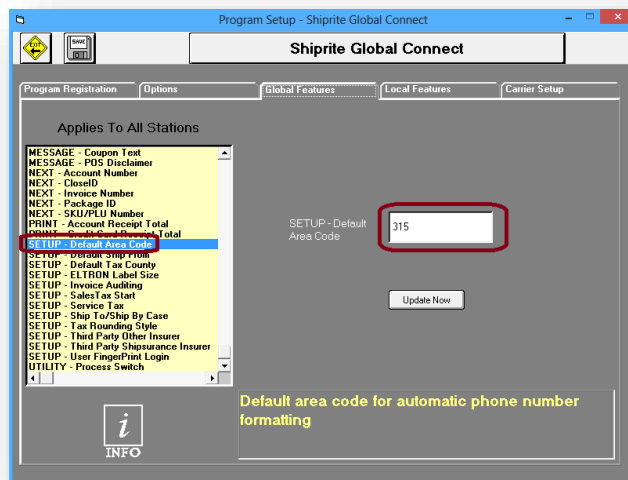 Program Setup - Shiprite Global Connect
EXIT
SAVE
Shiprite Global Connect
Program Registration
Options
Global Features
Local Features
Carrier Setup
Applies To All Stations
MESSAGE - Coupon Text
MESSAGE - POS Disclaimer
NEXT - Account Number
NEXT - CloseID
NEXT - Invoice Number
NEXT - Package ID
NEXT - SKU/PLU Number
PRINT - Account Receipt Total
PRINT - Credit Card Receipt Total
SETUP - Default Area Code
SETUP - Default Ship From
SETUP - Default Tax County
SETUP - ELTRON Label Size
SETUP - Invoice Auditing
SETUP - SalesTax Start
SETUP - Service Tax
SETUP - Ship To/Ship By Case
SETUP - Tax Rounding Style
SETUP - Third Party Other Insurer
SETUP - Third Party Shipsurance Insurer
SETUP - User FingerPrint Login
UTILITY - Process Switch
SETUP - Default
Area Code
315
Update Now
i
INFO
Default area code for automatic phone number
formatting